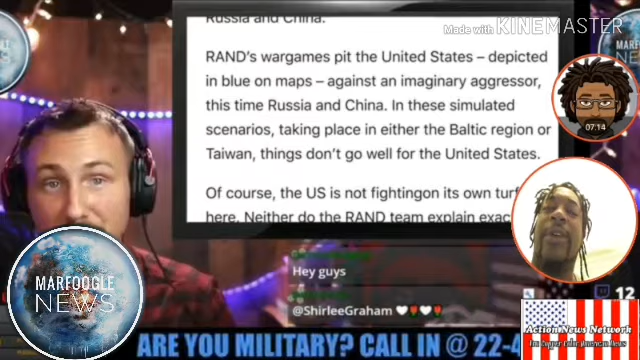 Russia and China.
Made with KINEMASTER
RAND's wargames pit the United States – depicted
in blue on maps – against an imaginary aggressor,
this time Russia and China. In these simulated
scenarios, taking place in either the Baltic region or
Taiwan, things don't go well for the United States.
Of course, the US is not fightingon its own turf
here. Neither do the RAND team explain exac
07:14
MARFOOGLE
NEWS
Hey guys
@ShirleeGraham
12
Action News Network
ARE YOU MILITARY? CALL IN @ 22-4